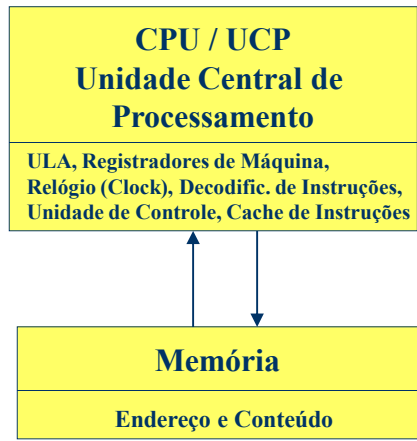 CPU / UCP
Unidade Central de
Processamento
ULA, Registradores de Máquina,
Relógio (Clock), Decodific. de Instruções,
Unidade de Controle, Cache de Instruções
Memória
Endereço e Conteúdo